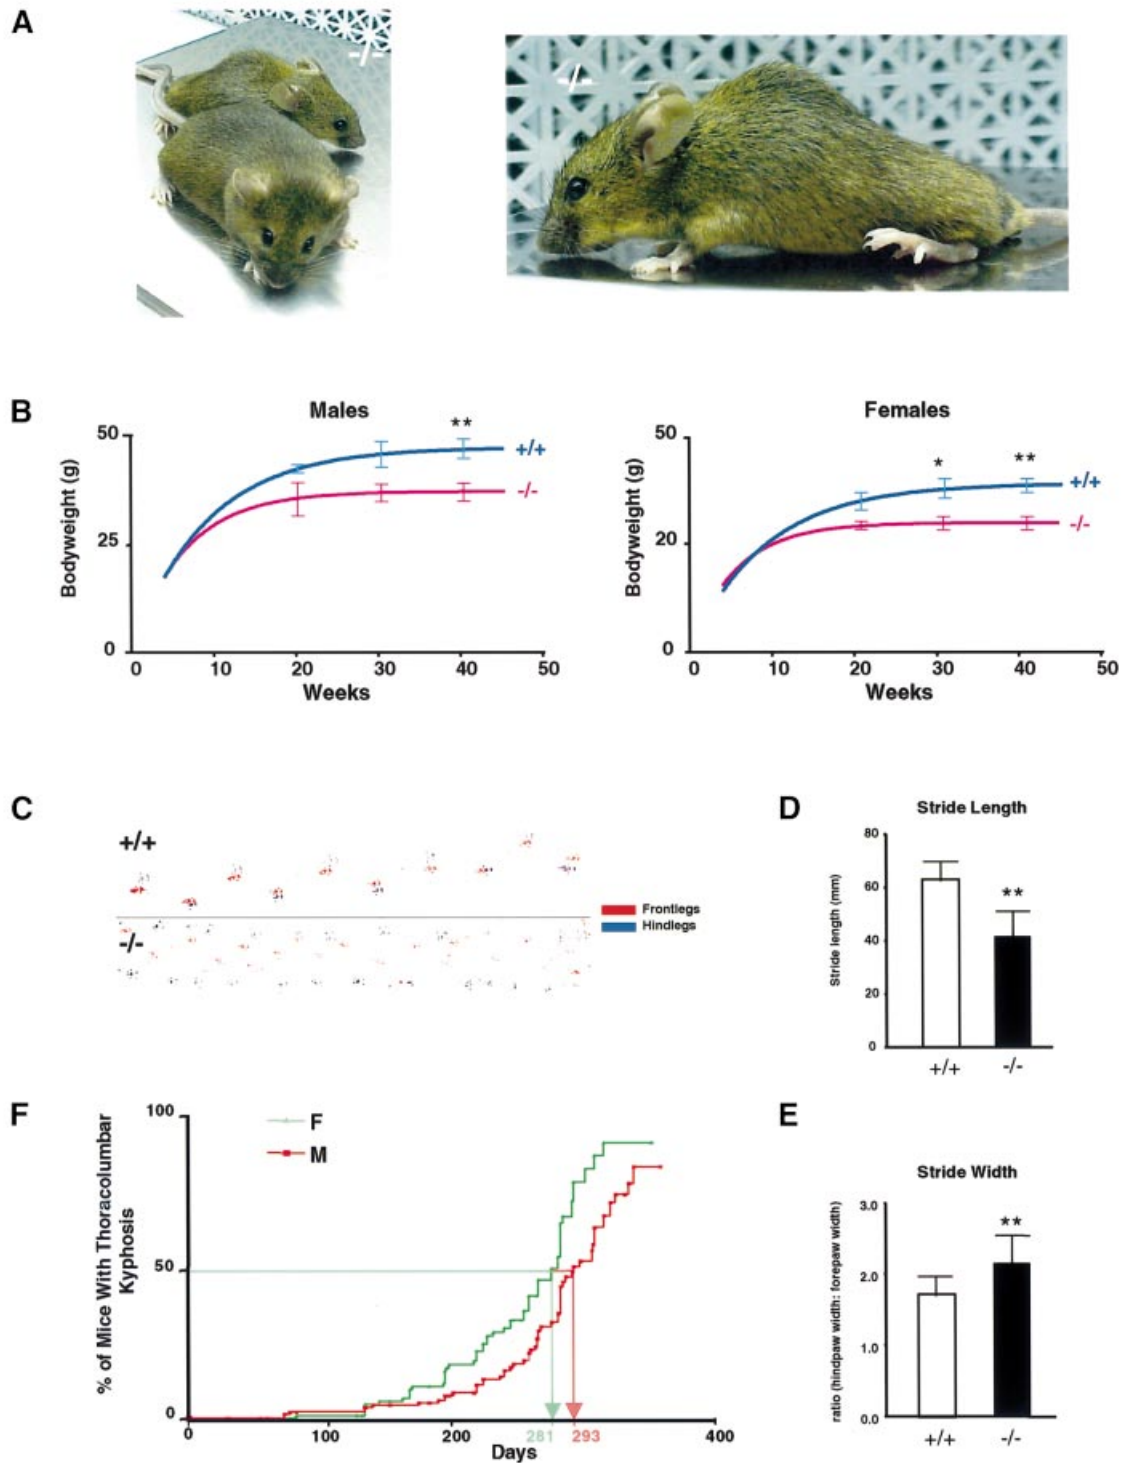 A
-/-
-/-
B
Males
Bodyweight (g)
50
25
0
**
+/+
-/-
0 10 20 30 40 50
Weeks
Females
Bodyweight (g)
50
20
0
* **
+/+
-/-
0 10 20 30 40 50
Weeks
C
+/+
-/-
Frontlegs
Hindlegs
D
Stride Length
Stride length (mm)
80
60
40
20
0
**
+/+ -/-
F
% of Mice With Thoracolumbar
Kyphosis
100
50
0
F
M
0 100 200 281 293 400
Days
E
Stride Width
ratio (hindpaw width: forepaw width)
3.0
2.0
1.0
0.0
**
+/+ -/-